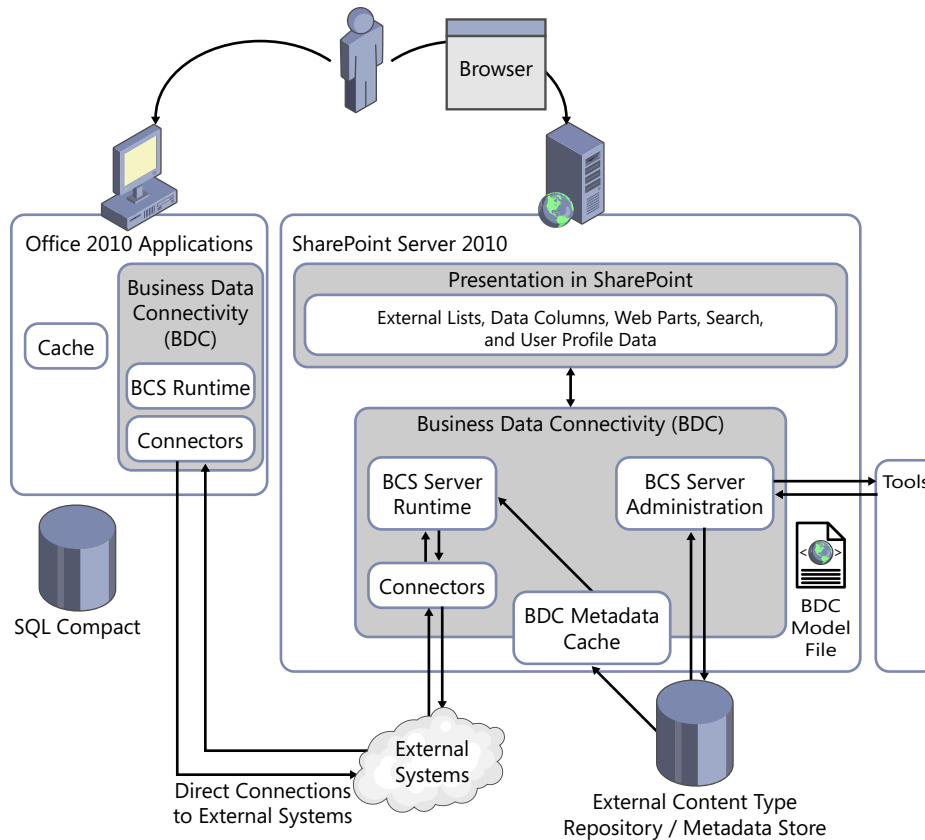 Browser
Office 2010 Applications
Business Data
Connectivity
(BDC)
Cache
BCS Runtime
Connectors
SQL Compact
SharePoint Server 2010
Presentation in SharePoint
External Lists, Data Columns, Web Parts, Search,
and User Profile Data
Business Data Connectivity (BDC)
BCS Server
Runtime
BCS Server
Administration
Connectors
BDC Metadata
Cache
Tools
BDC
Model
File
External
Systems
Direct Connections
to External Systems
External Content Type
Repository / Metadata Store